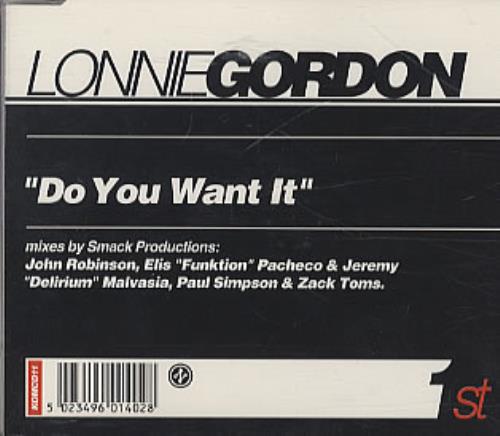 LONNIEGORDON
"Do You Want It"
mixes by Smack Productions:
John Robinson, Elis "Funktion" Pacheco & Jeremy
"Delirium" Malvasia, Paul Simpson & Zack Toms.
KOMCD11
5 023496 014028
1st